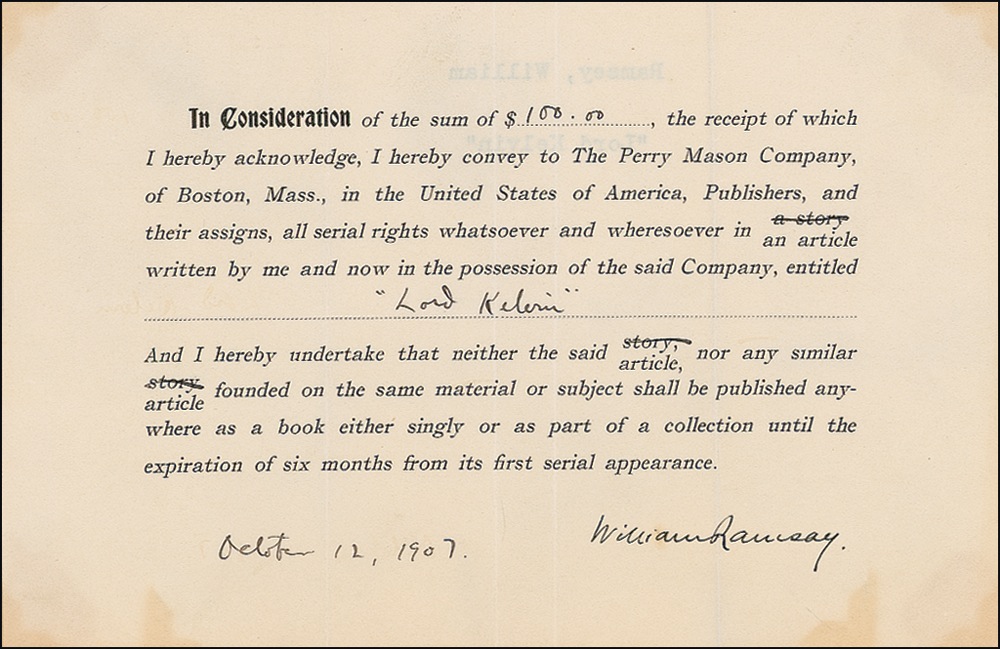 Ramsey, William
"Lord Kelvin"
In Consideration of the sum of $ 100.00, the receipt of which
I hereby acknowledge, I hereby convey to The Perry Mason Company,
of Boston, Mass., in the United States of America, Publishers, and
a story
their assigns, all serial rights whatsoever and wheresoever in an article
written by me and now in the possession of the said Company, entitled
"Lord Kelvin"
story,
And I hereby undertake that neither the said article, nor any similar
story
article founded on the same material or subject shall be published any-
where as a book either singly or as part of a collection until the
expiration of six months from its first serial appearance.
October 12, 1907.
William Ramsay.